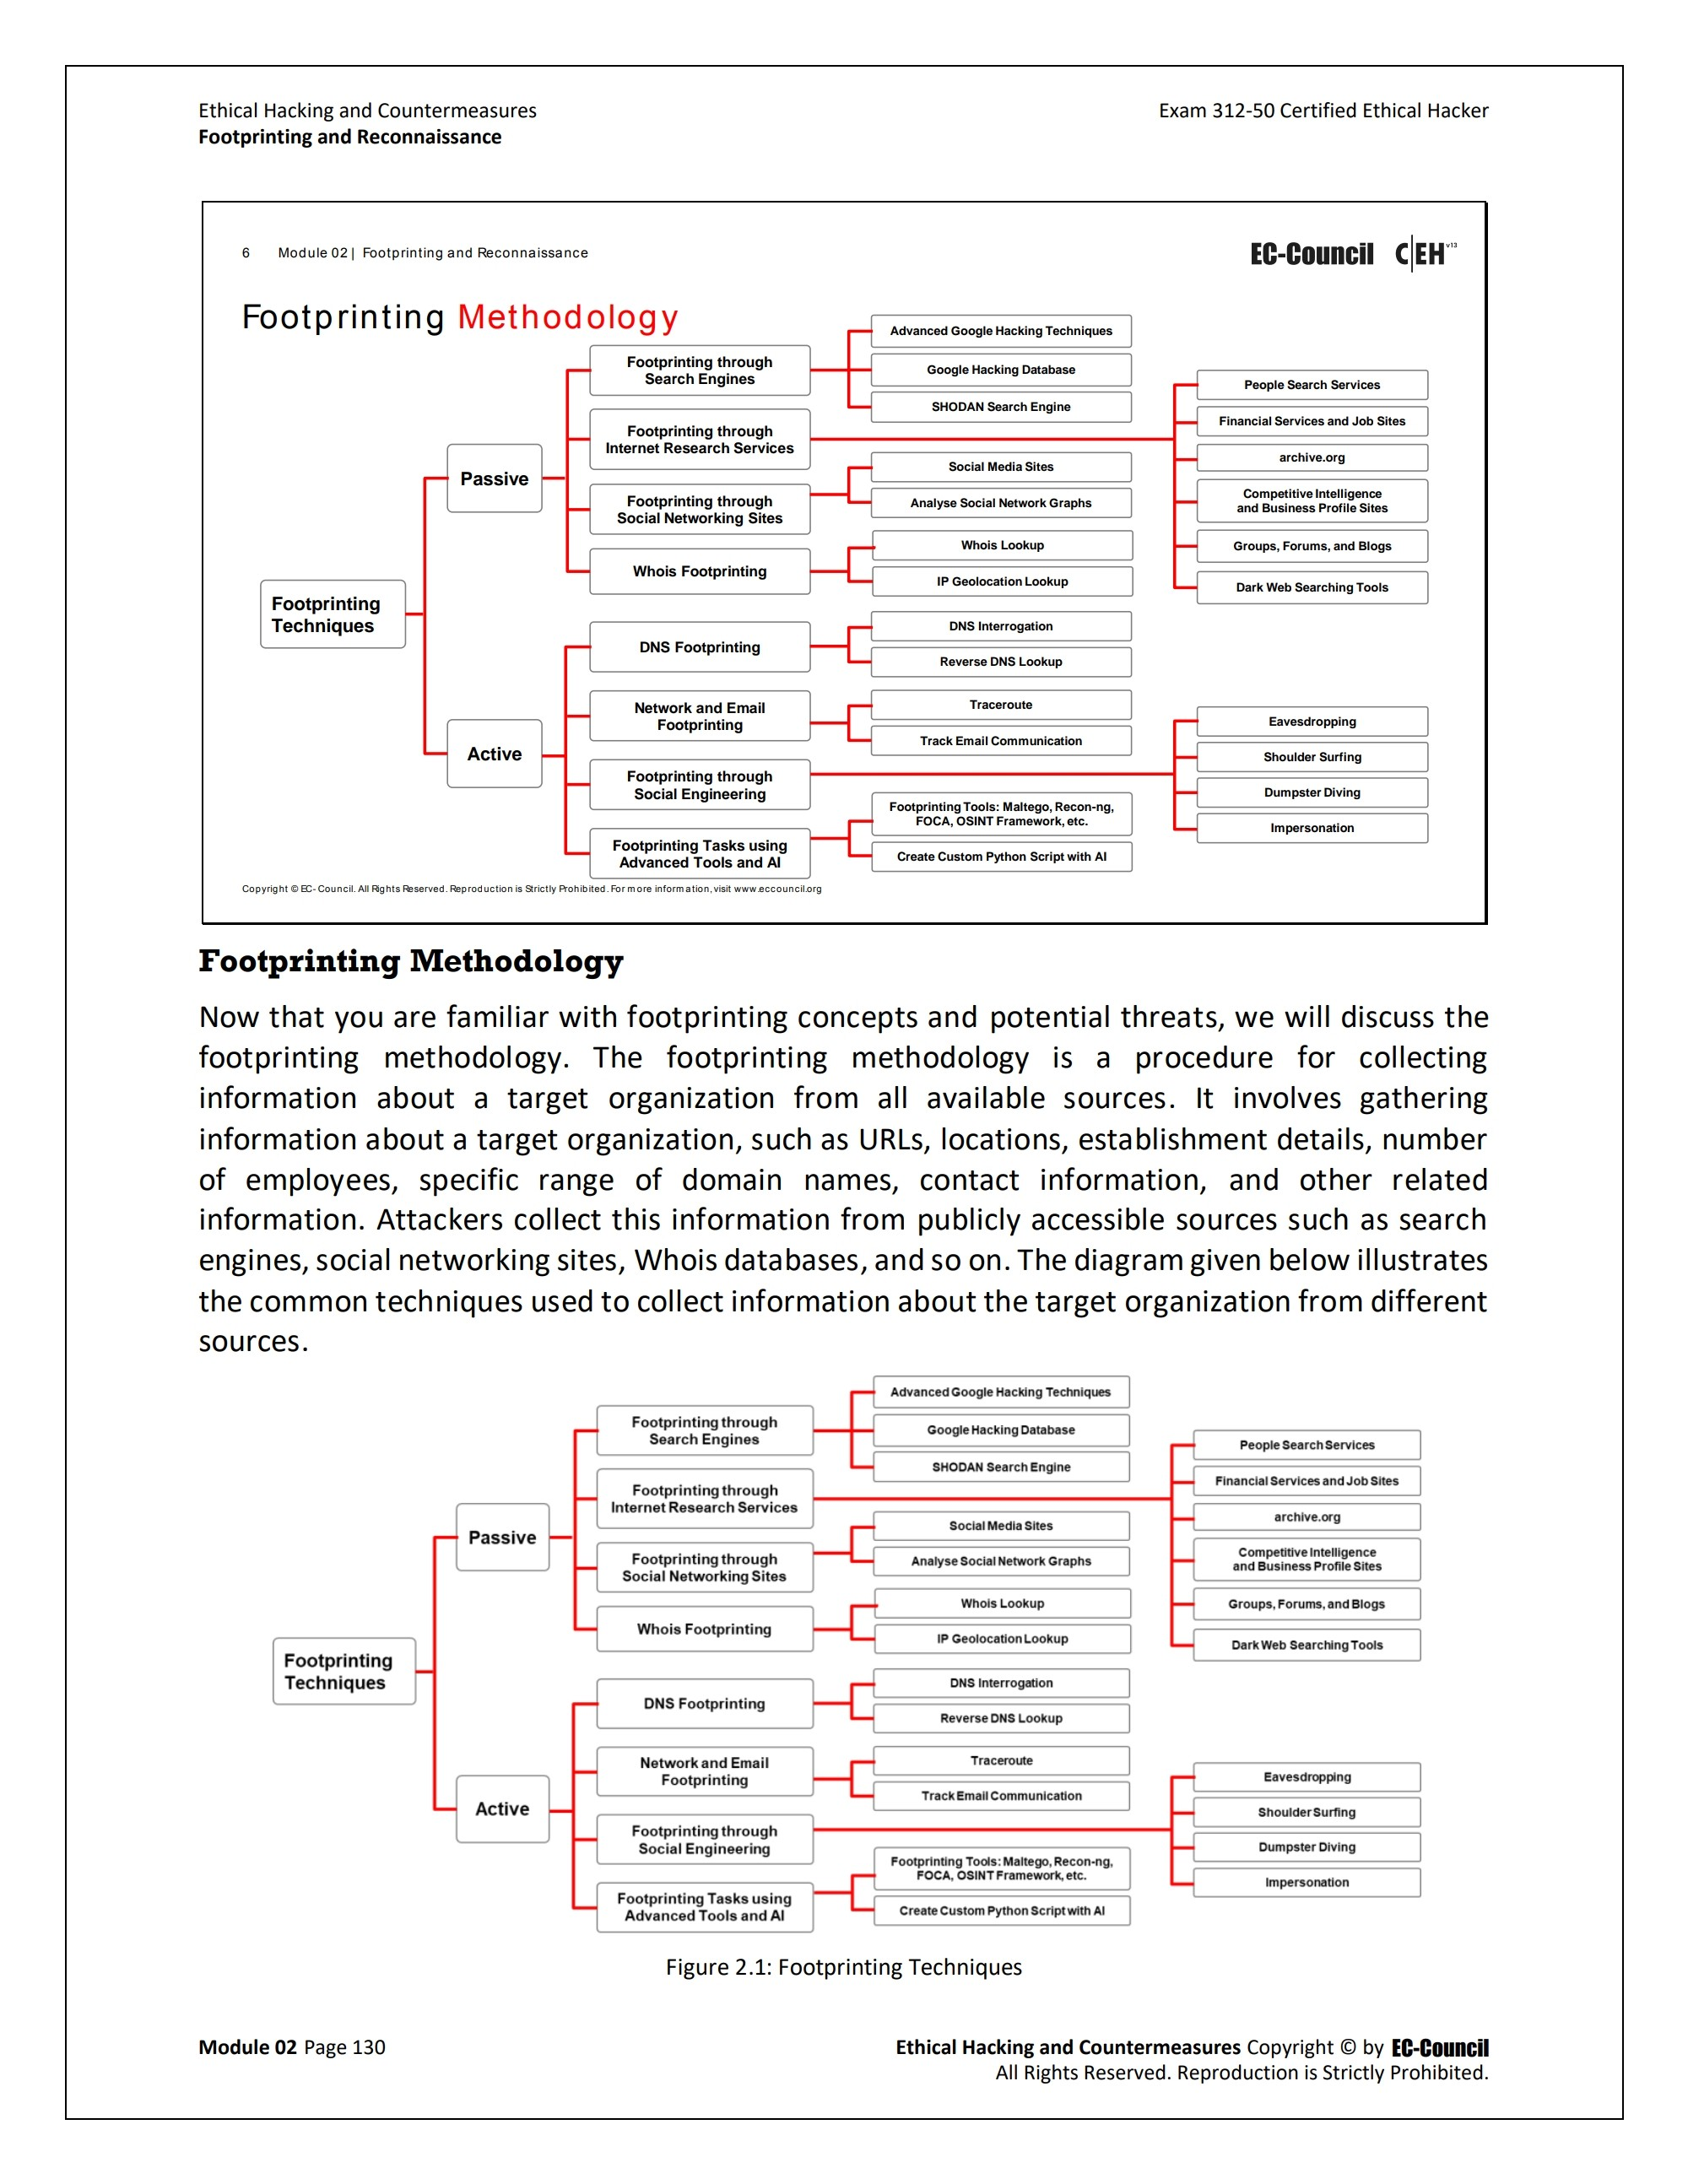 Ethical Hacking and Countermeasures
Exam 312-50 Certified Ethical Hacker
Footprinting and Reconnaissance
6 Module 02 | Footprinting and Reconnaissance
EC-Council C|EH v13
Footprinting Methodology
Footprinting
Techniques
Passive
Footprinting through
Search Engines
Advanced Google Hacking Techniques
Google Hacking Database
SHODAN Search Engine
Footprinting through
Internet Research Services
People Search Services
Financial Services and Job Sites
archive.org
Competitive Intelligence
and Business Profile Sites
Groups, Forums, and Blogs
Dark Web Searching Tools
Footprinting through
Social Networking Sites
Social Media Sites
Analyse Social Network Graphs
Whois Footprinting
Whois Lookup
IP Geolocation Lookup
Active
DNS Footprinting
DNS Interrogation
Reverse DNS Lookup
Network and Email
Footprinting
Traceroute
Track Email Communication
Footprinting through
Social Engineering
Eavesdropping
Shoulder Surfing
Dumpster Diving
Impersonation
Footprinting Tasks using
Advanced Tools and AI
Footprinting Tools: Maltego, Recon-ng,
FOCA, OSINT Framework, etc.
Create Custom Python Script with AI
Copyright © EC-Council. All Rights Reserved. Reproduction is Strictly Prohibited. For more information, visit www.eccouncil.org
Footprinting Methodology
Now that you are familiar with footprinting concepts and potential threats, we will discuss the
footprinting methodology. The footprinting methodology is a procedure for collecting
information about a target organization from all available sources. It involves gathering
information about a target organization, such as URLs, locations, establishment details, number
of employees, specific range of domain names, contact information, and other related
information. Attackers collect this information from publicly accessible sources such as search
engines, social networking sites, Whois databases, and so on. The diagram given below illustrates
the common techniques used to collect information about the target organization from different
sources.
Footprinting
Techniques
Passive
Footprinting through
Search Engines
Advanced Google Hacking Techniques
Google Hacking Database
SHODAN Search Engine
Footprinting through
Internet Research Services
People Search Services
Financial Services and Job Sites
archive.org
Competitive Intelligence
and Business Profile Sites
Groups, Forums, and Blogs
Dark Web Searching Tools
Footprinting through
Social Networking Sites
Social Media Sites
Analyse Social Network Graphs
Whois Footprinting
Whois Lookup
IP Geolocation Lookup
Active
DNS Footprinting
DNS Interrogation
Reverse DNS Lookup
Network and Email
Footprinting
Traceroute
Track Email Communication
Footprinting through
Social Engineering
Eavesdropping
Shoulder Surfing
Dumpster Diving
Impersonation
Footprinting Tasks using
Advanced Tools and AI
Footprinting Tools: Maltego, Recon-ng,
FOCA, OSINT Framework, etc.
Create Custom Python Script with AI
Figure 2.1: Footprinting Techniques
Module 02 Page 130
Ethical Hacking and Countermeasures Copyright © by EC-Council
All Rights Reserved. Reproduction is Strictly Prohibited.